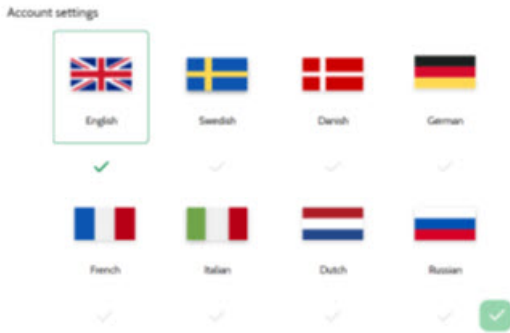 Account settings
English Swedish Danish German
French Italian Dutch Russian